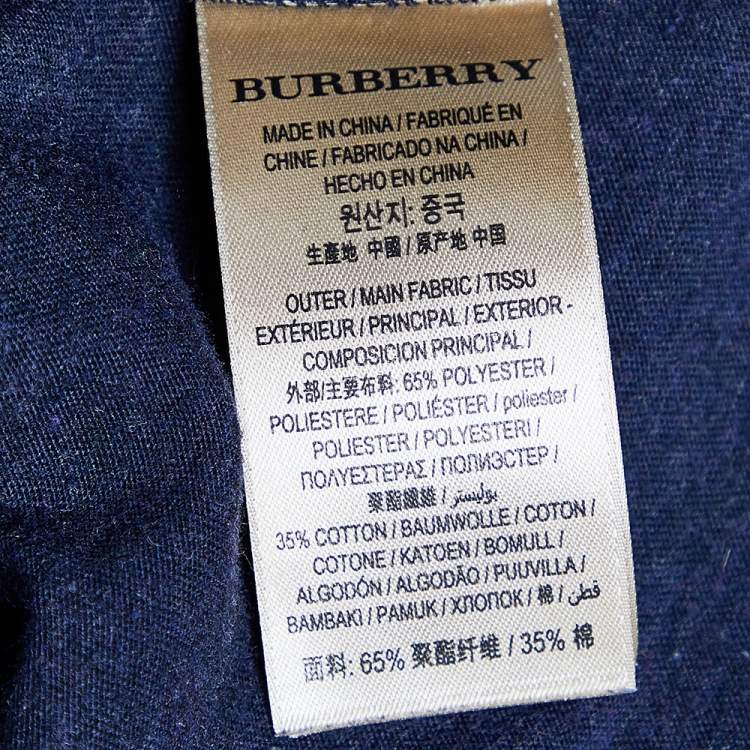 BURBERRY
MADE IN CHINA / FABRIQUÉ EN
CHINE / FABRICADO NA CHINA /
HECHO EN CHINA
원산지: 중국
生產地 中國 / 原产地 中国
OUTER / MAIN FABRIC / TISSU
EXTÉRIEUR / PRINCIPAL / EXTERIOR -
COMPOSICION PRINCIPAL /
外部/主要布料: 65% POLYESTER /
POLIESTERE / POLIÉSTER / poliester /
POLIESTER / POLYESTERI /
ΠΟΛΥΕΣΤΕΡΑΣ / ПОЛИЭСТЕР /
聚酯纖維 / بوليستر
35% COTTON / BAUMWOLLE / COTON /
COTONE / KATOEN / BOMULL /
ALGODÓN / ALGODÃO / PUUVILLA /
ΒΑΜΒΑΚΙ / PAMUK / ХЛОПОК / 棉 / قطن
面料: 65% 聚酯纤维 / 35% 棉